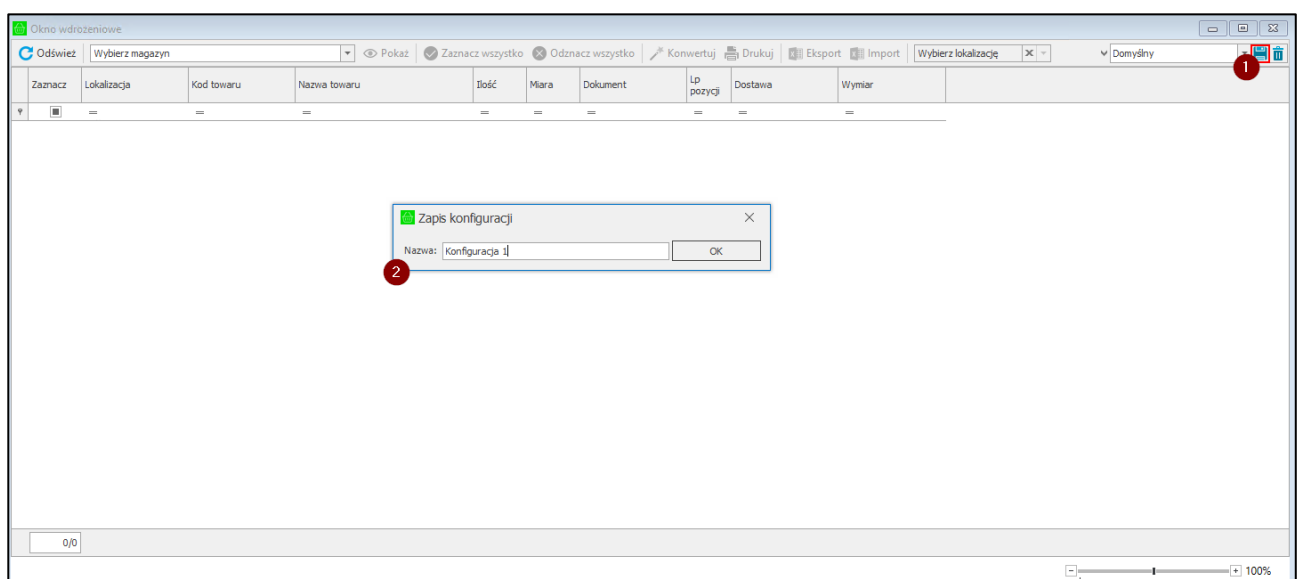 Okno wdrożeniowe
Odśwież Wybierz magazyn Pokaż Zaznacz wszystko Odznacz wszystko Konwertuj Drukuj Eksport Import Wybierz lokalizację Domyślny
1
Zaznacz Lokalizacja Kod towaru Nazwa towaru Ilość Miara Dokument Lp pozycji Dostawa Wymiar
= = = = = = = = =
Zapis konfiguracji
Nazwa: Konfiguracja 1 OK
2
0/0
100%